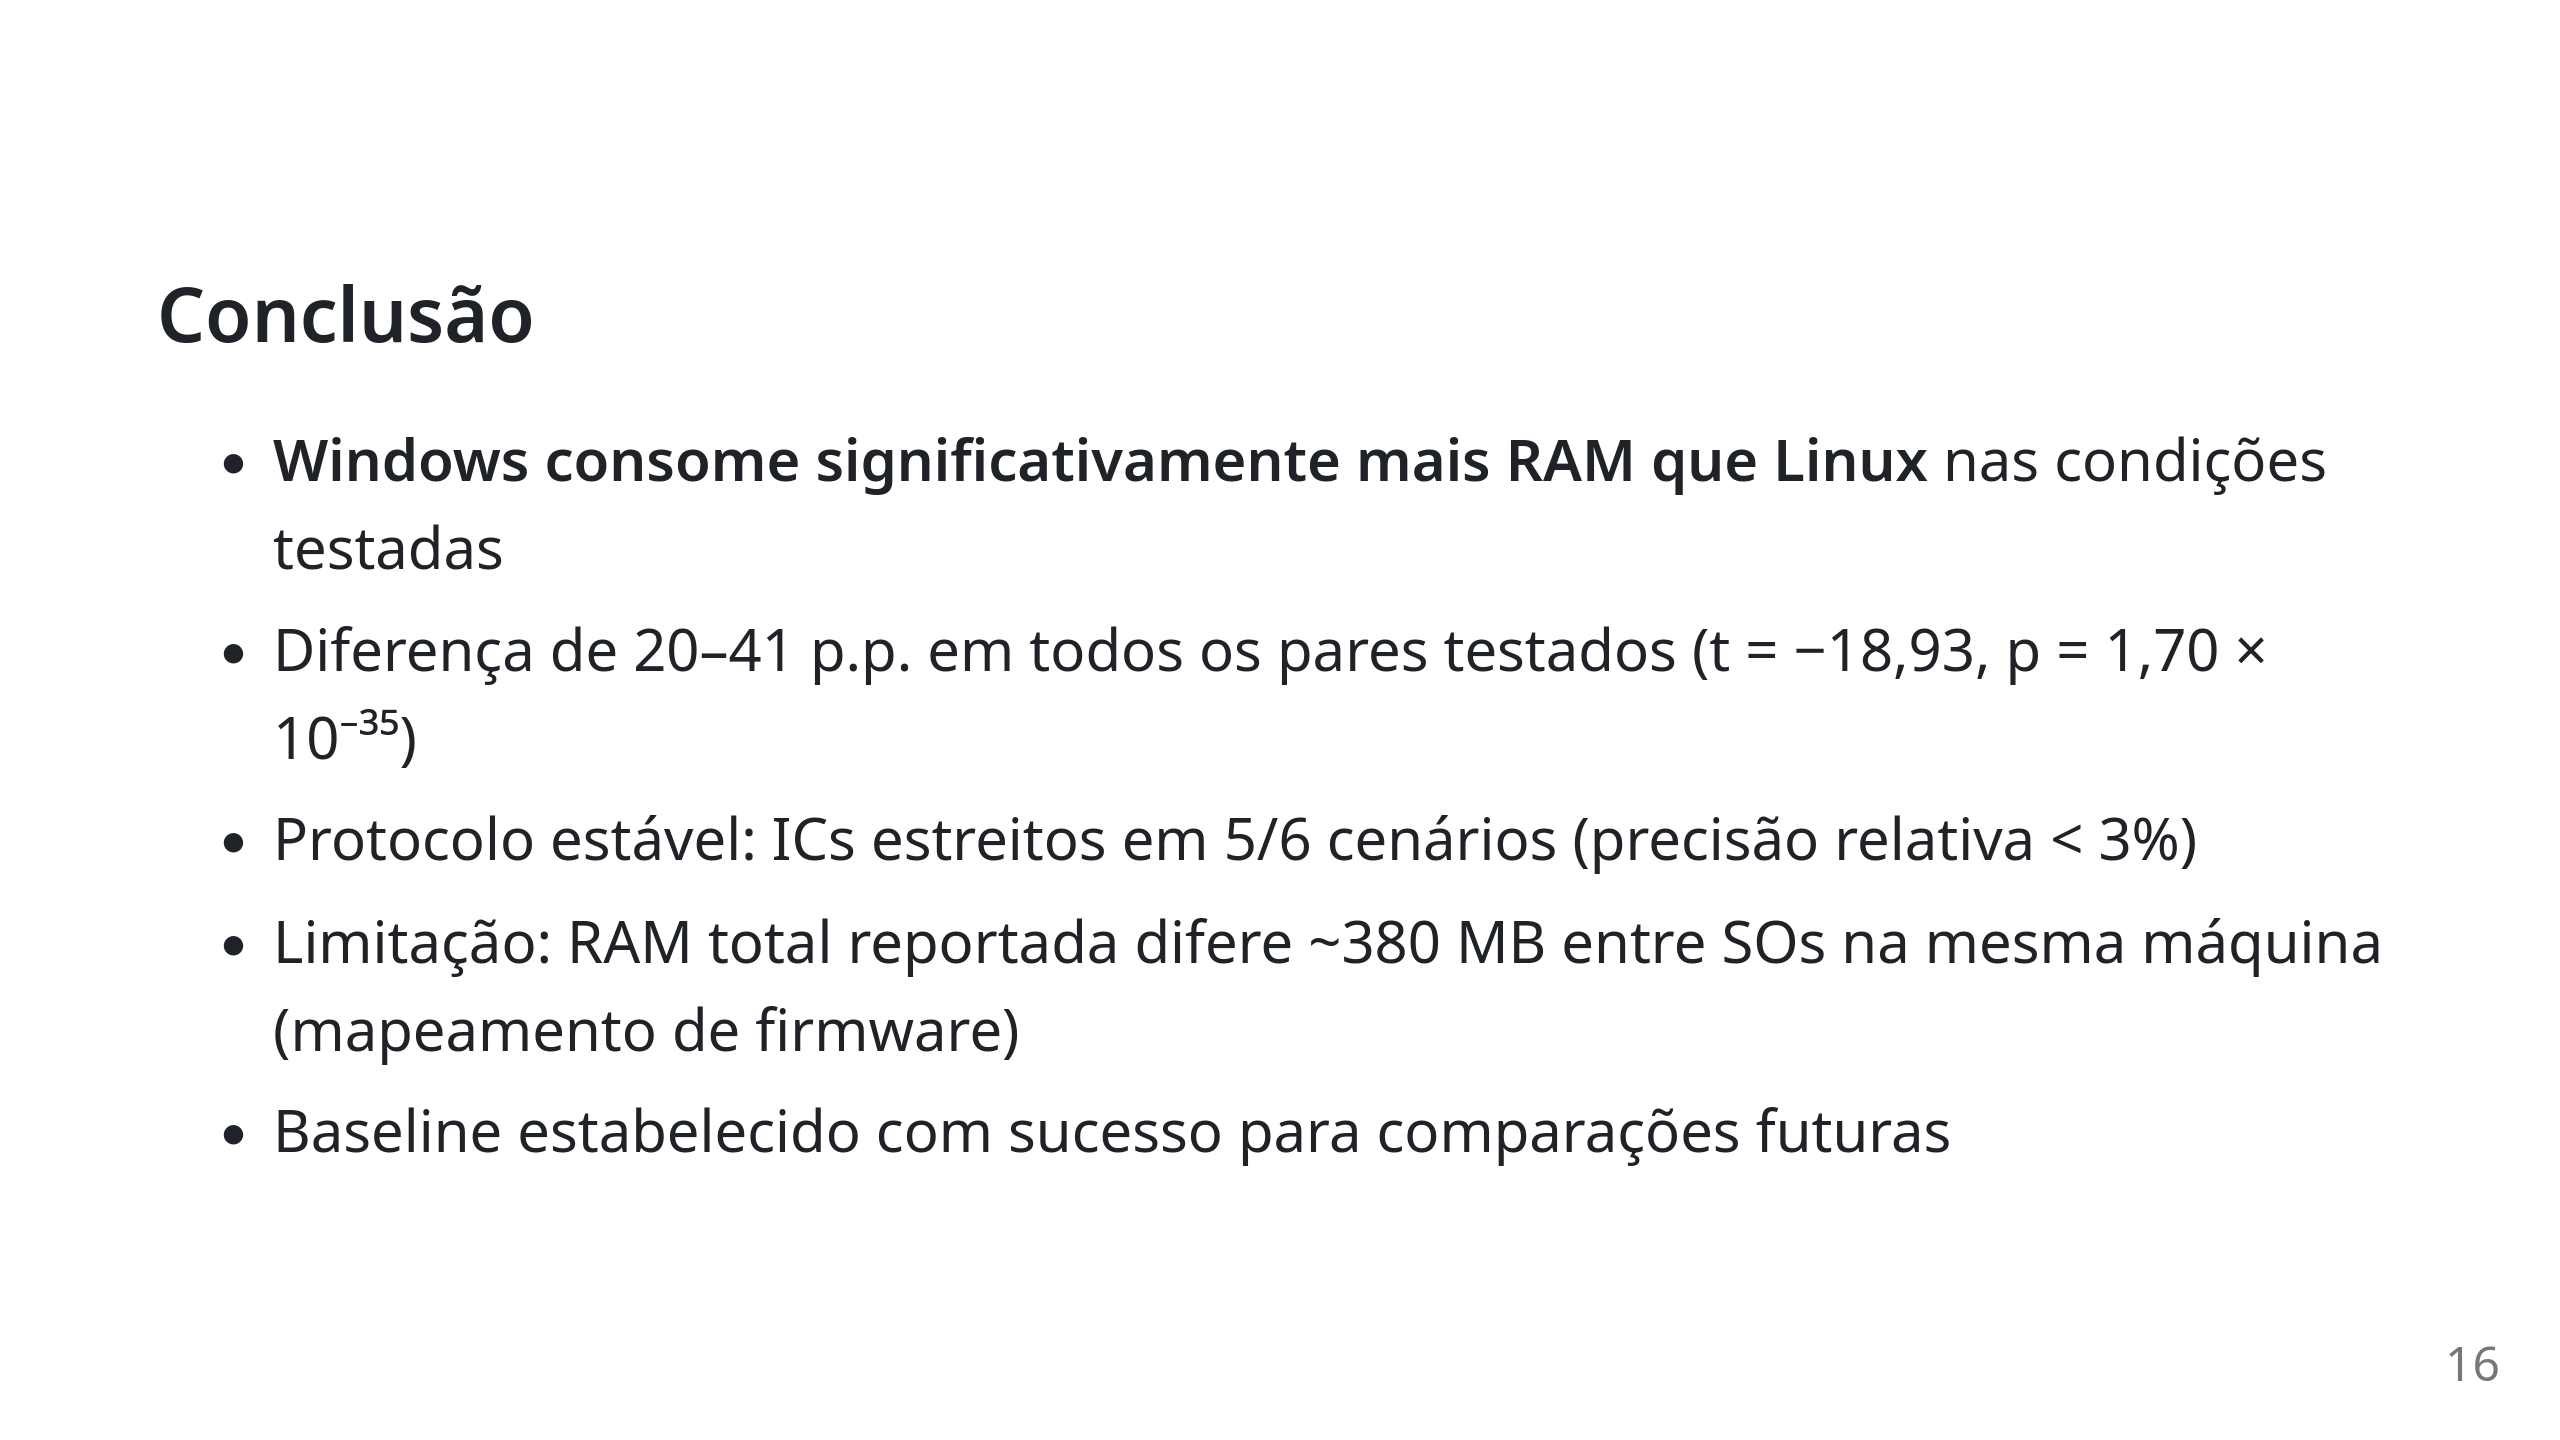 Conclusão
• Windows consome significativamente mais RAM que Linux nas condições
testadas
• Diferença de 20–41 p.p. em todos os pares testados (t = −18,93, p = 1,70 ×
10⁻³⁵)
• Protocolo estável: ICs estreitos em 5/6 cenários (precisão relativa < 3%)
• Limitação: RAM total reportada difere ~380 MB entre SOs na mesma máquina
(mapeamento de firmware)
• Baseline estabelecido com sucesso para comparações futuras
16